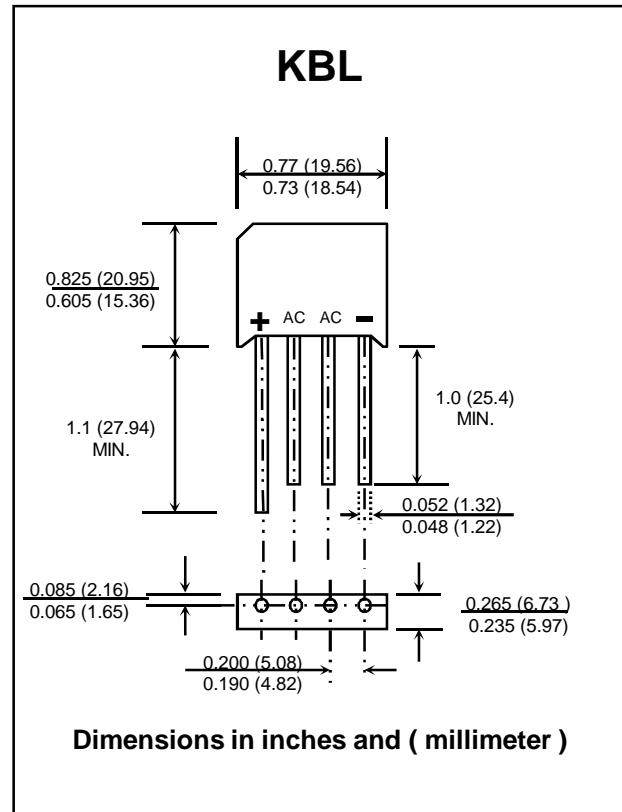 KBL
0.77 (19.56)
0.73 (18.54)
0.825 (20.95)
0.605 (15.36)
+ AC AC -
1.1 (27.94)
MIN.
1.0 (25.4)
MIN.
0.052 (1.32)
0.048 (1.22)
0.085 (2.16)
0.065 (1.65)
0.265 (6.73 )
0.235 (5.97)
0.200 (5.08)
0.190 (4.82)
Dimensions in inches and ( millimeter )